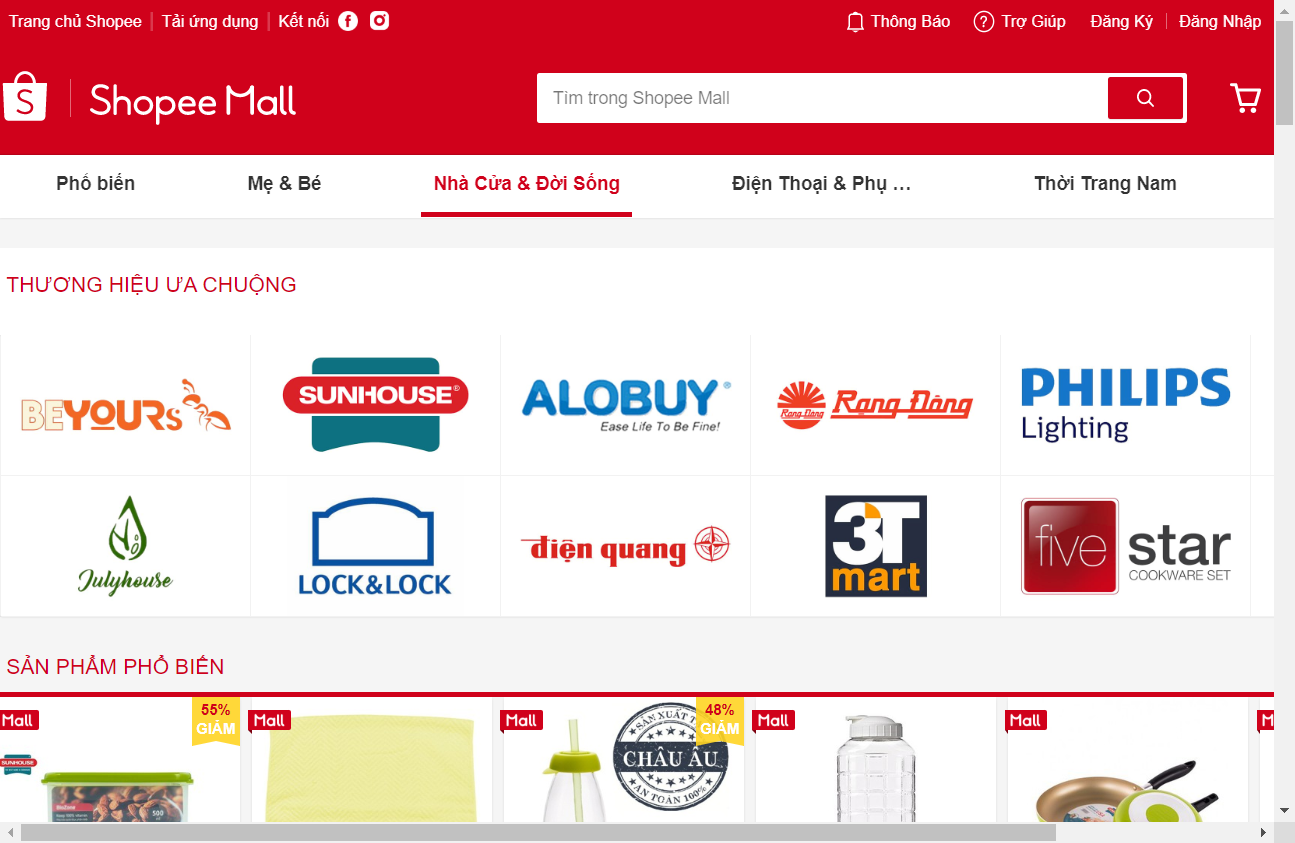 Trang chủ Shopee Tải ứng dụng Kết nối Thông Báo Trợ Giúp Đăng Ký Đăng Nhập
S Shopee Mall
Tìm trong Shopee Mall
Phổ biến Mẹ & Bé Nhà Cửa & Đời Sống Điện Thoại & Phụ ... Thời Trang Nam
THƯƠNG HIỆU ƯA CHUỘNG
BEYOURs
SUNHOUSE®
ALOBUY®
Ease Life To Be Fine!
Rạng Đông
Rạng Đông
PHILIPS
Lighting
Julyhouse
LOCK&LOCK
điện quang
3T
mart
five star
COOKWARE SET
SẢN PHẨM PHỔ BIẾN
Mall
55%
GIẢM
SUNHOUSE
500
Mall
Mall
48%
GIẢM
SẢN XUẤT T
CHÂU ÂU
AN TOÀN 100%
Mall
Mall
M